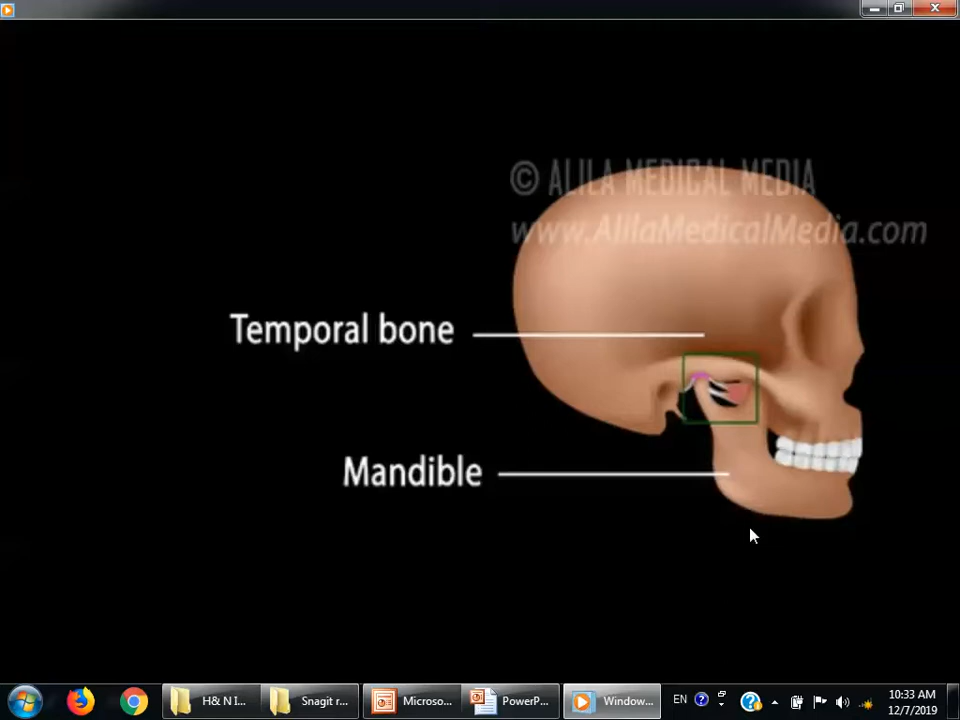 © ALILA MEDICAL MEDIA
www.AlilaMedicalMedia.com
Temporal bone
Mandible
H& N I...
Snagit r...
Microso...
PowerP...
Window...
EN
10:33 AM
12/7/2019